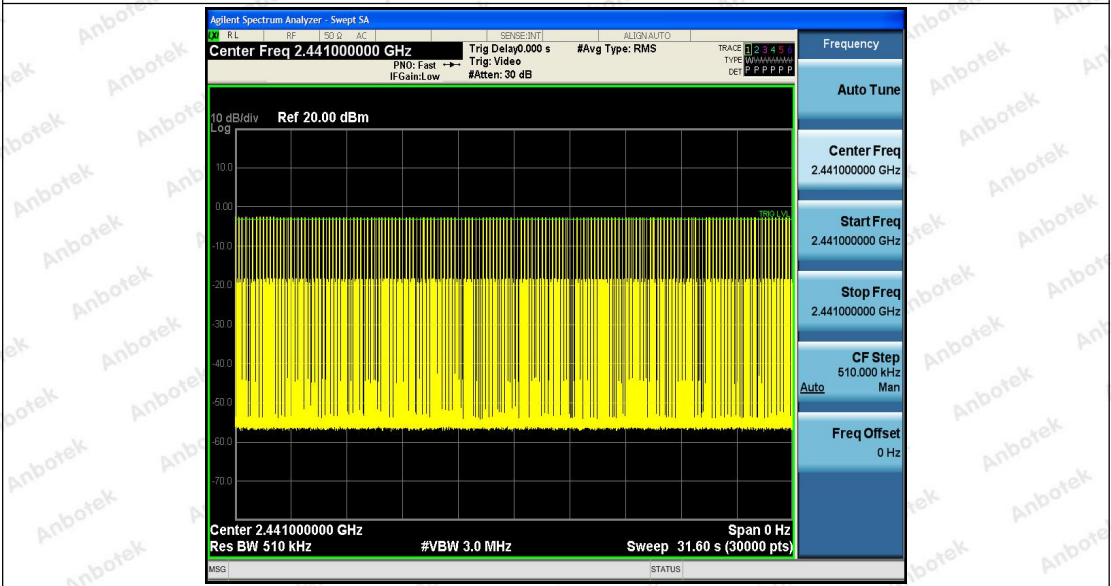 Agilent Spectrum Analyzer - Swept SA
RL RF 50 Ω AC SENSE:INT ALIGNAUTO
Center Freq 2.441000000 GHz
PNO: Fast
IFGain:Low
Trig Delay0.000 s
Trig: Video
#Atten: 30 dB
#Avg Type: RMS
TRACE 1 2 3 4 5 6
TYPE
DET P P P P P P
10 dB/div
Log
Ref 20.00 dBm
10.0
0.00
-10.0
-20.0
-30.0
-40.0
-50.0
-60.0
-70.0
TRIG LVL
Center 2.441000000 GHz
Span 0 Hz
Res BW 510 kHz
#VBW 3.0 MHz
Sweep 31.60 s (30000 pts)
MSG
STATUS
Frequency
Auto Tune
Center Freq
2.441000000 GHz
Start Freq
2.441000000 GHz
Stop Freq
2.441000000 GHz
CF Step
510.000 kHz
Auto Man
Freq Offset
0 Hz
Anbotek